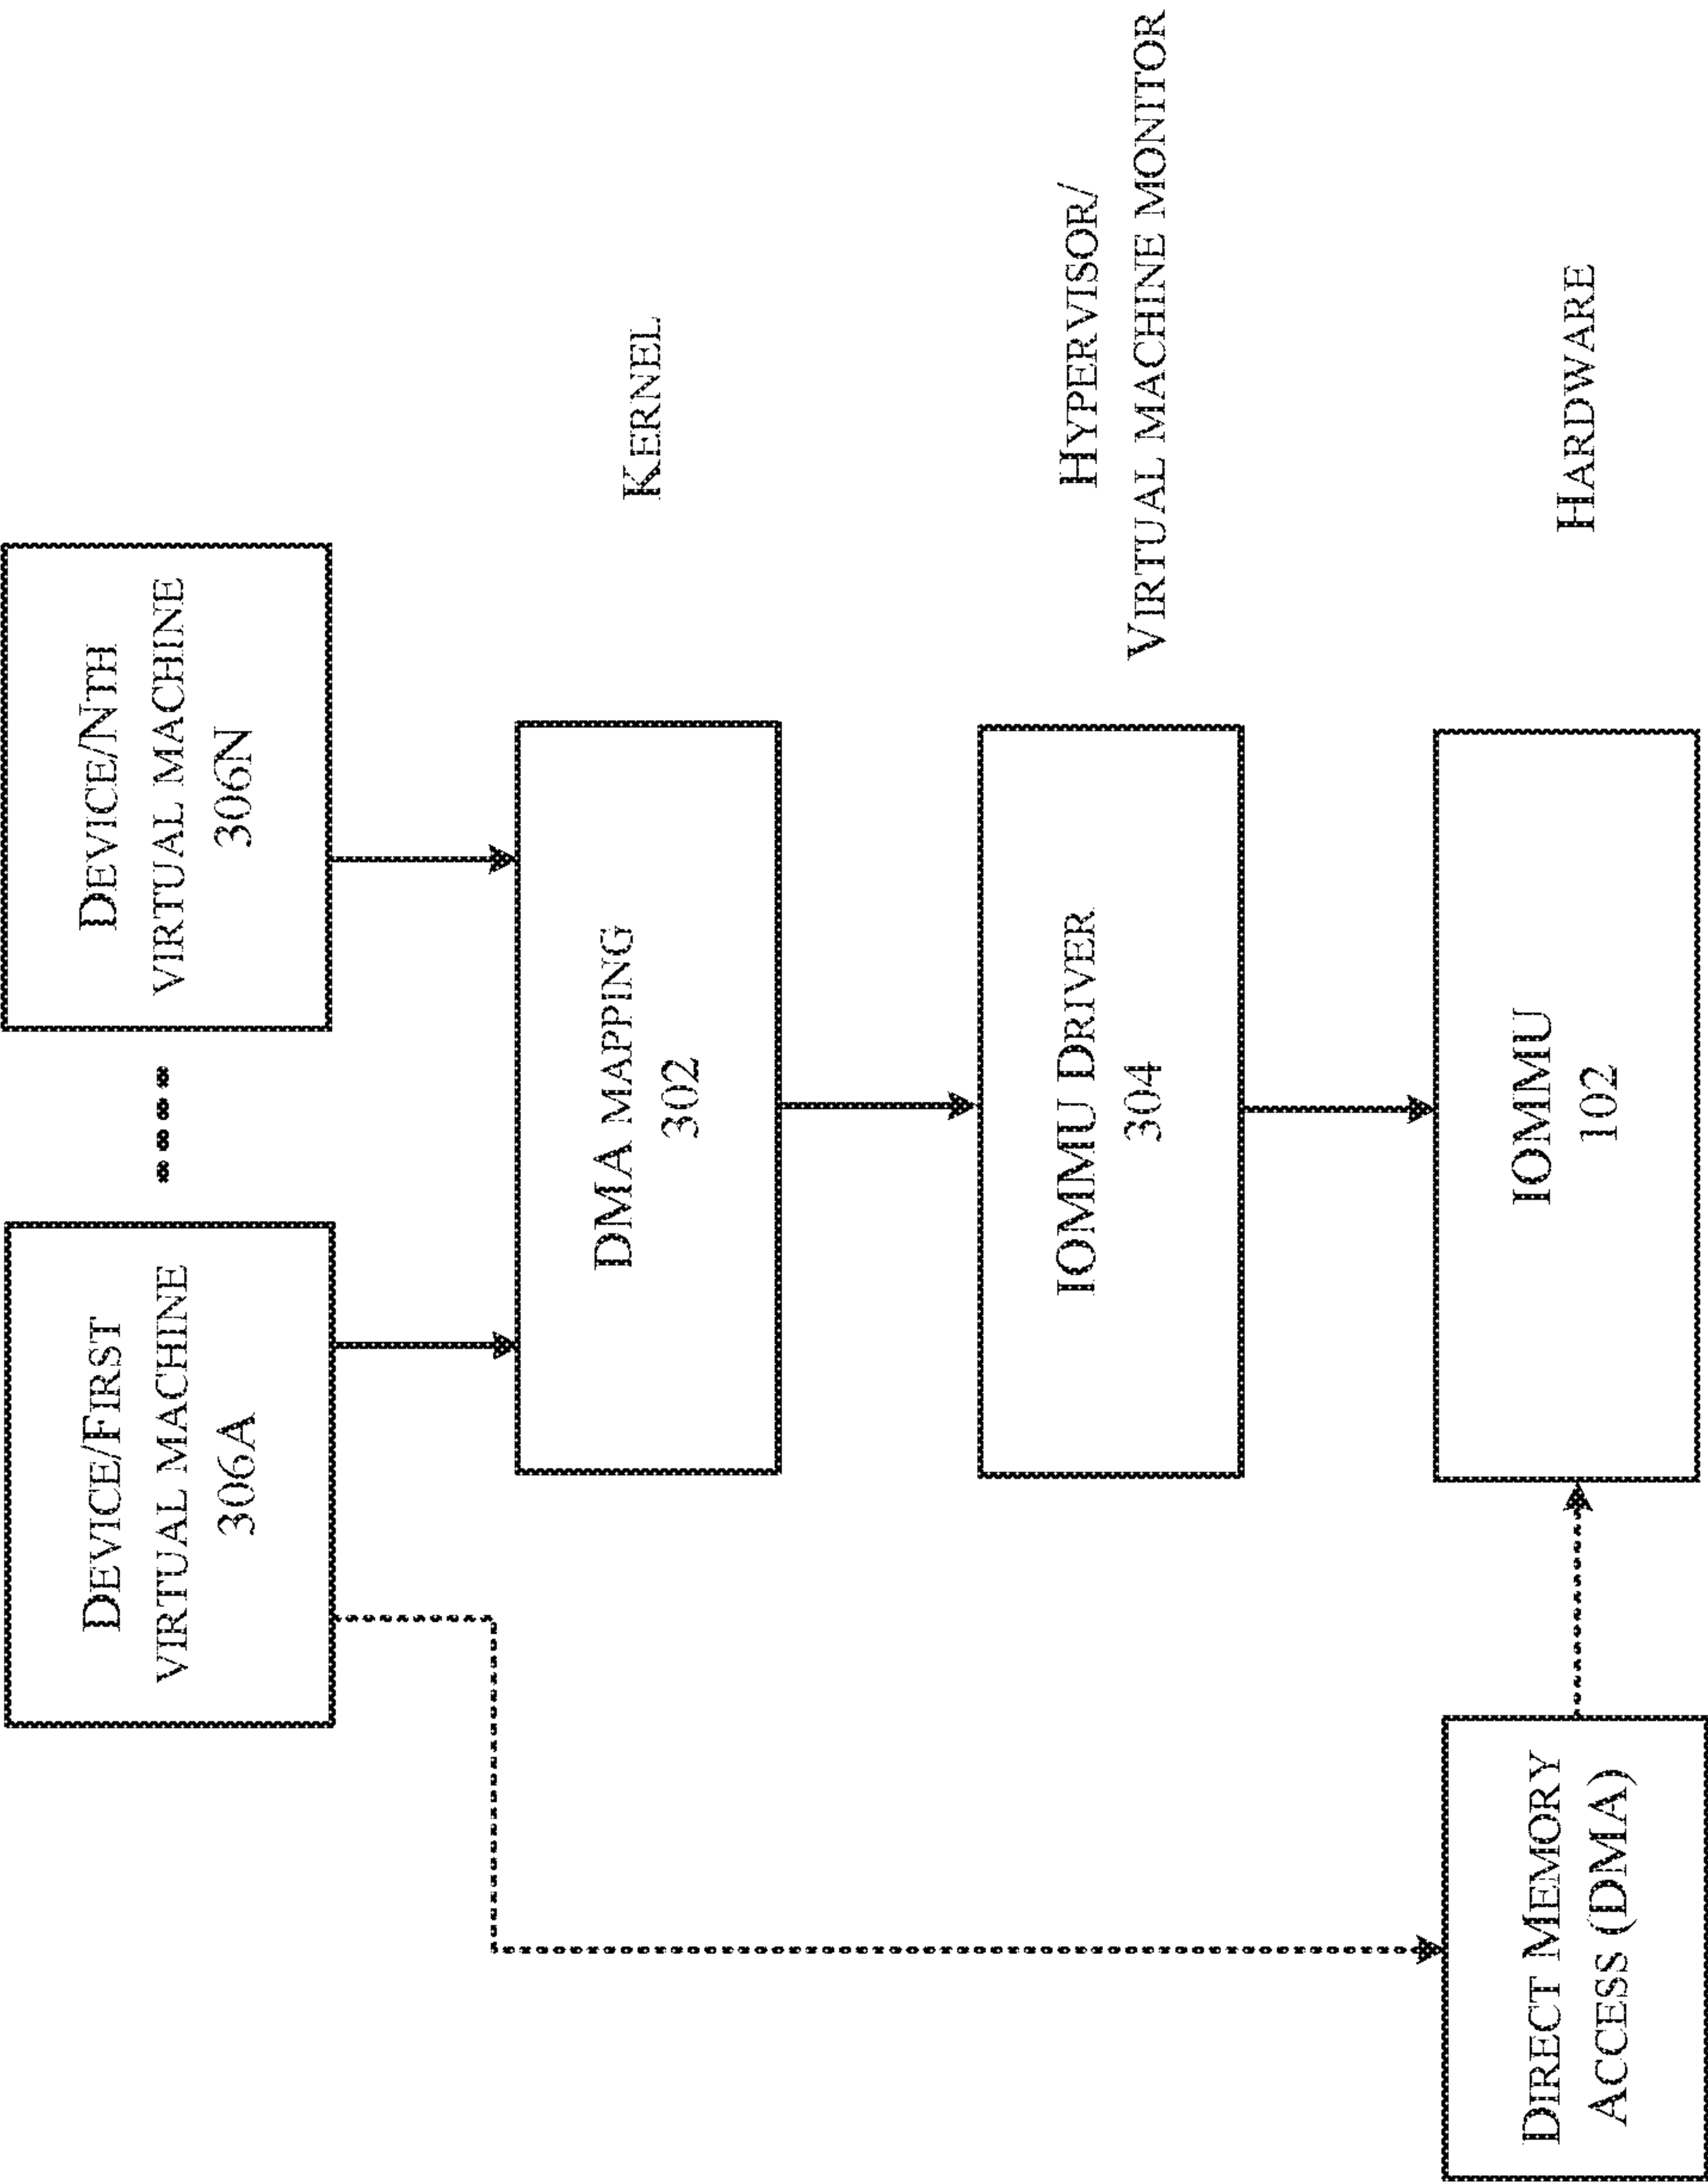 DEVICE/FIRST
VIRTUAL MACHINE
306A
DEVICE/NTH
VIRTUAL MACHINE
306N
DMA MAPPING
302
KERNEL
IOMMU DRIVER
304
HYPERVISOR/
VIRTUAL MACHINE MONITOR
DIRECT MEMORY
ACCESS (DMA)
IOMMU
102
HARDWARE